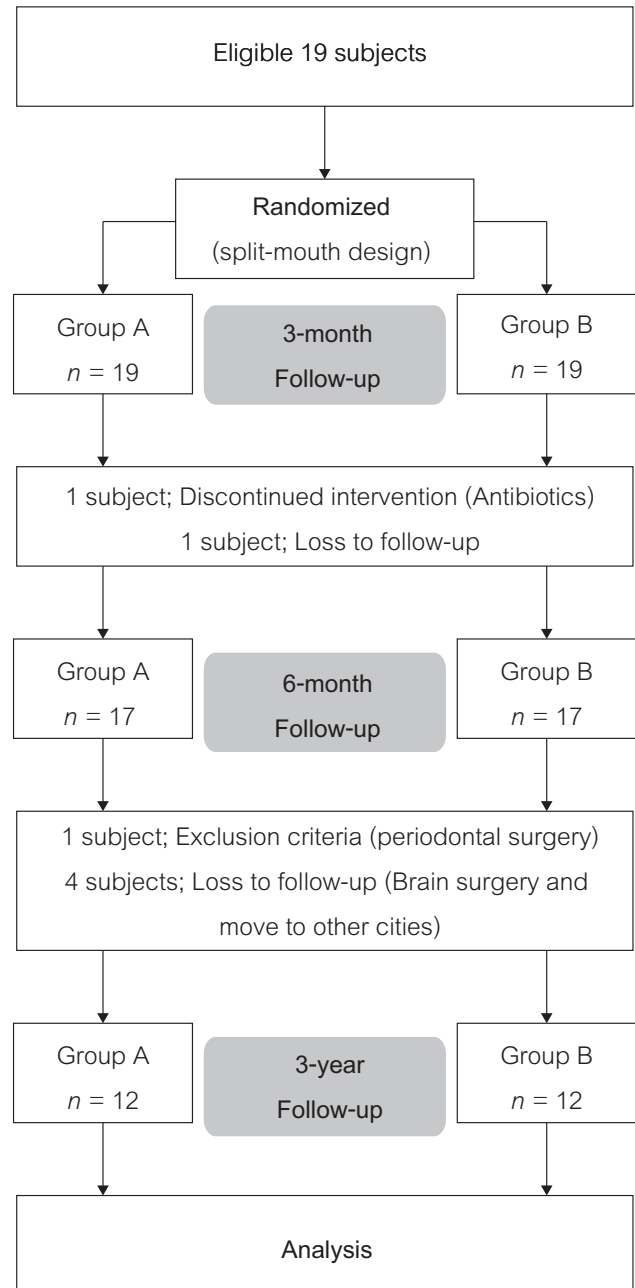 Eligible 19 subjects
Randomized
(split-mouth design)
Group A
n = 19
3-month
Follow-up
Group B
n = 19
1 subject; Discontinued intervention (Antibiotics)
1 subject; Loss to follow-up
Group A
n = 17
6-month
Follow-up
Group B
n = 17
1 subject; Exclusion criteria (periodontal surgery)
4 subjects; Loss to follow-up (Brain surgery and
move to other cities)
Group A
n = 12
3-year
Follow-up
Group B
n = 12
Analysis